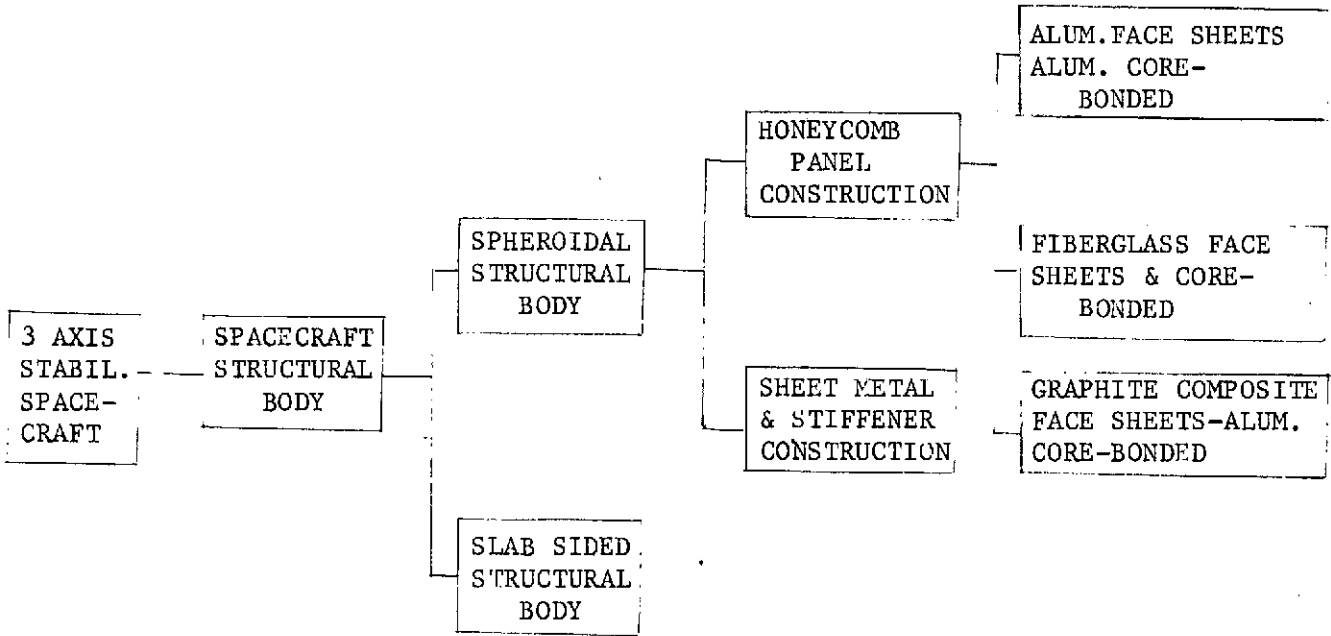 3 AXIS
STABIL.
SPACE-
CRAFT
SPACECRAFT
STRUCTURAL
BODY
SPHEROIDAL
STRUCTURAL
BODY
SLAB SIDED
STRUCTURAL
BODY
HONEYCOMB
PANEL
CONSTRUCTION
SHEET METAL
& STIFFENER
CONSTRUCTION
ALUM.FACE SHEETS
ALUM. CORE-
BONDED
FIBERGLASS FACE
SHEETS & CORE-
BONDED
GRAPHITE COMPOSITE
FACE SHEETS-ALUM.
CORE-BONDED